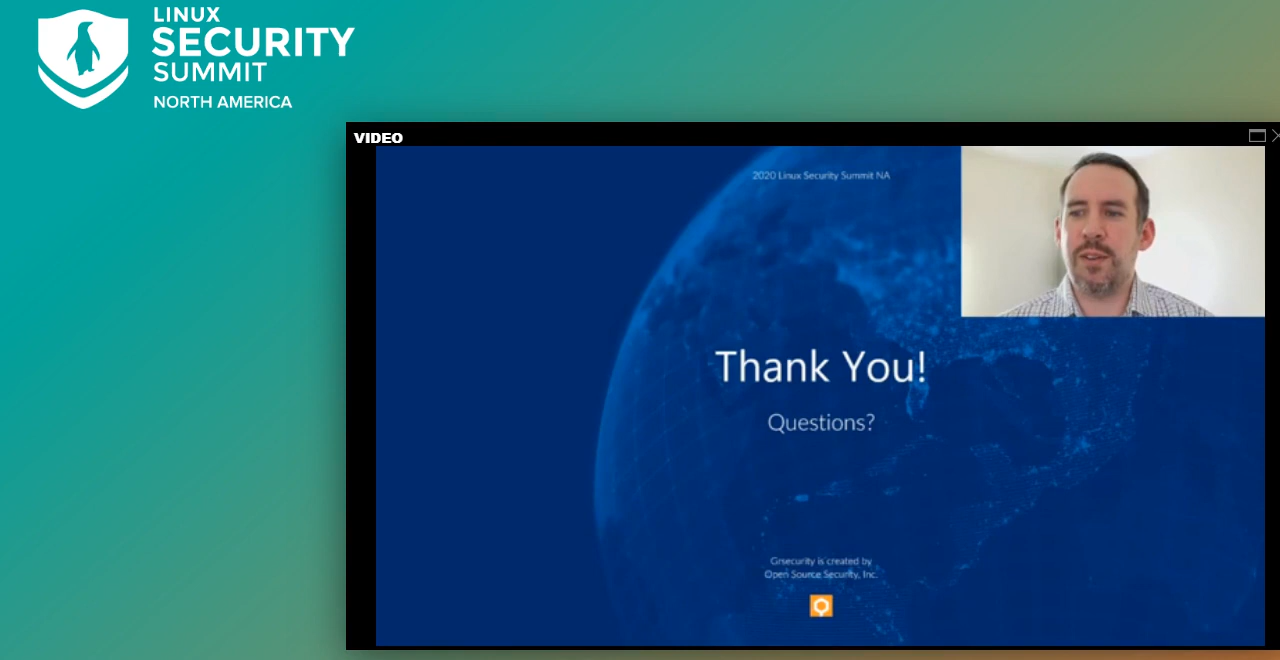 LINUX
SECURITY
SUMMIT
NORTH AMERICA
VIDEO
2020 Linux Security Summit NA
Thank You!
Questions?
Grsecurity is created by
Open Source Security, Inc.